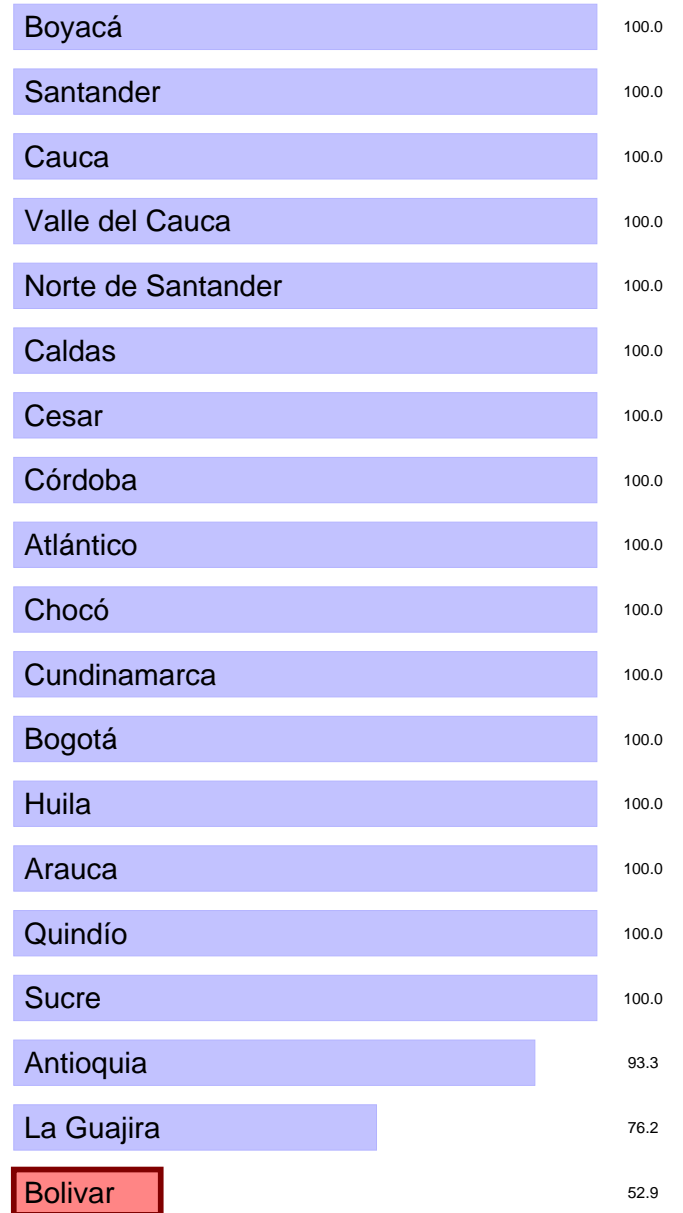 Boyacá 100.0
Santander 100.0
Cauca 100.0
Valle del Cauca 100.0
Norte de Santander 100.0
Caldas 100.0
Cesar 100.0
Córdoba 100.0
Atlántico 100.0
Chocó 100.0
Cundinamarca 100.0
Bogotá 100.0
Huila 100.0
Arauca 100.0
Quindío 100.0
Sucre 100.0
Antioquia 93.3
La Guajira 76.2
Bolivar 52.9